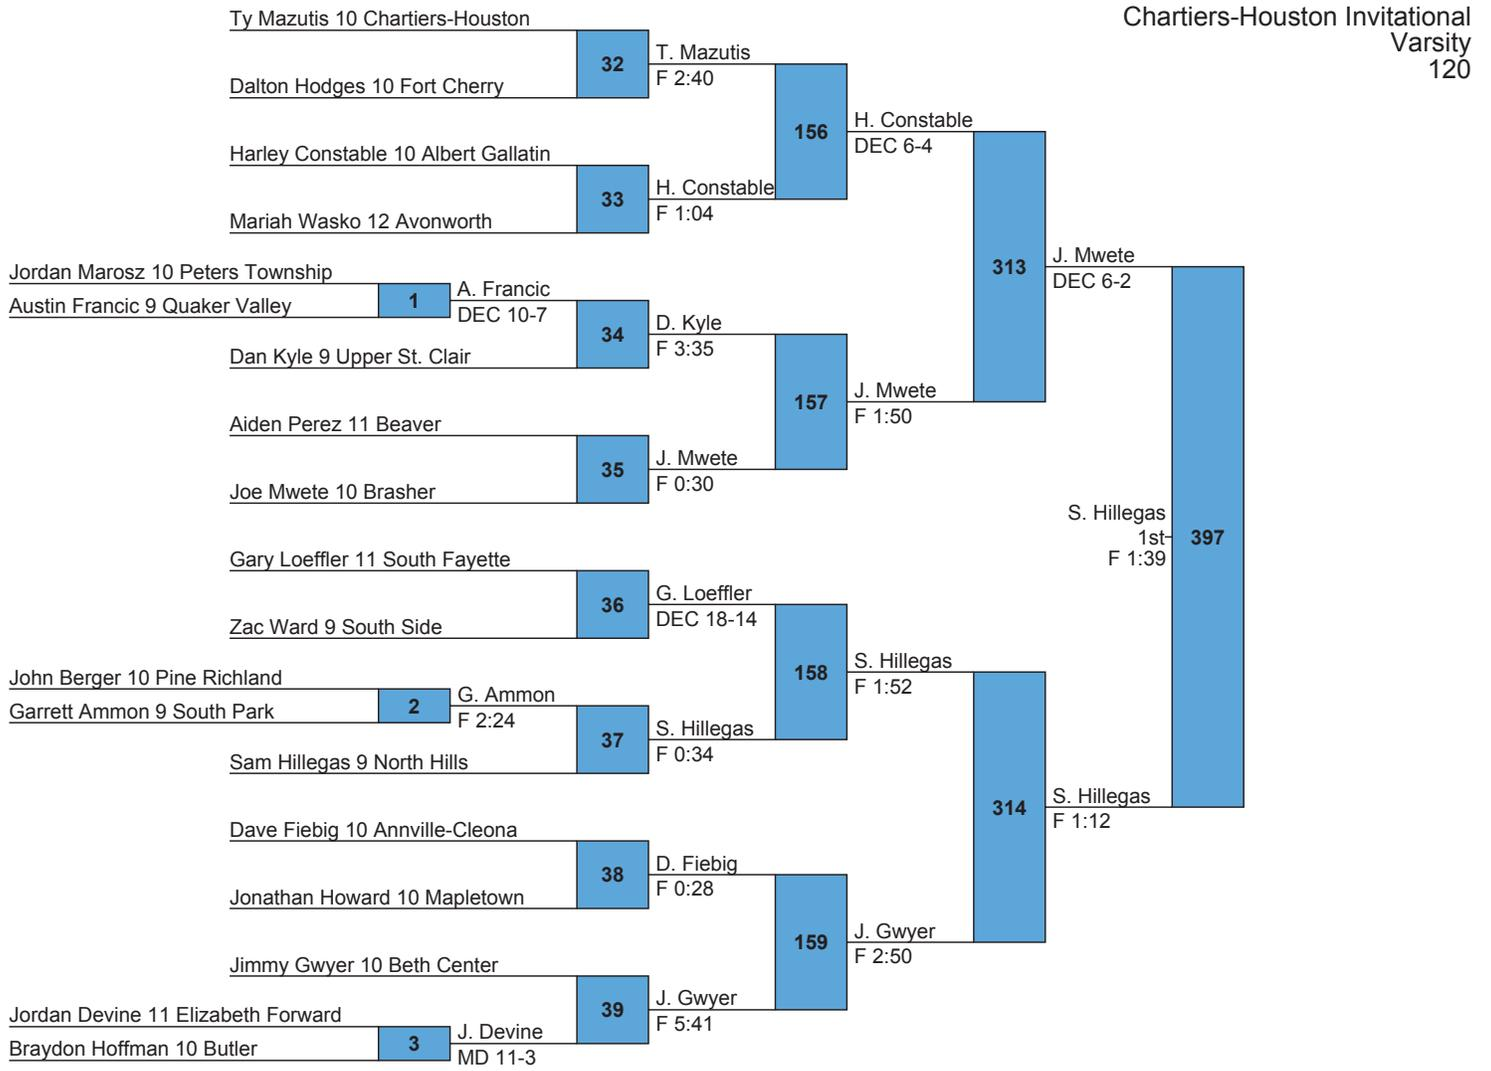 Chartiers-Houston Invitational
Varsity
120
Ty Mazutis 10 Chartiers-Houston
32
T. Mazutis
F 2:40
Dalton Hodges 10 Fort Cherry
156
H. Constable
DEC 6-4
Harley Constable 10 Albert Gallatin
33
H. Constable
F 1:04
Mariah Wasko 12 Avonworth
313
J. Mwete
DEC 6-2
Jordan Marosz 10 Peters Township
1
A. Francic
DEC 10-7
Austin Francic 9 Quaker Valley
34
D. Kyle
F 3:35
Dan Kyle 9 Upper St. Clair
157
J. Mwete
F 1:50
Aiden Perez 11 Beaver
35
J. Mwete
F 0:30
Joe Mwete 10 Brasher
S. Hillegas
1st
F 1:39
397
Gary Loeffler 11 South Fayette
36
G. Loeffler
DEC 18-14
Zac Ward 9 South Side
158
S. Hillegas
F 1:52
John Berger 10 Pine Richland
2
G. Ammon
F 2:24
Garrett Ammon 9 South Park
37
S. Hillegas
F 0:34
Sam Hillegas 9 North Hills
314
S. Hillegas
F 1:12
Dave Fiebig 10 Annville-Cleona
38
D. Fiebig
F 0:28
Jonathan Howard 10 Mapletown
159
J. Gwyer
F 2:50
Jimmy Gwyer 10 Beth Center
39
J. Gwyer
F 5:41
Jordan Devine 11 Elizabeth Forward
3
J. Devine
MD 11-3
Braydon Hoffman 10 Butler